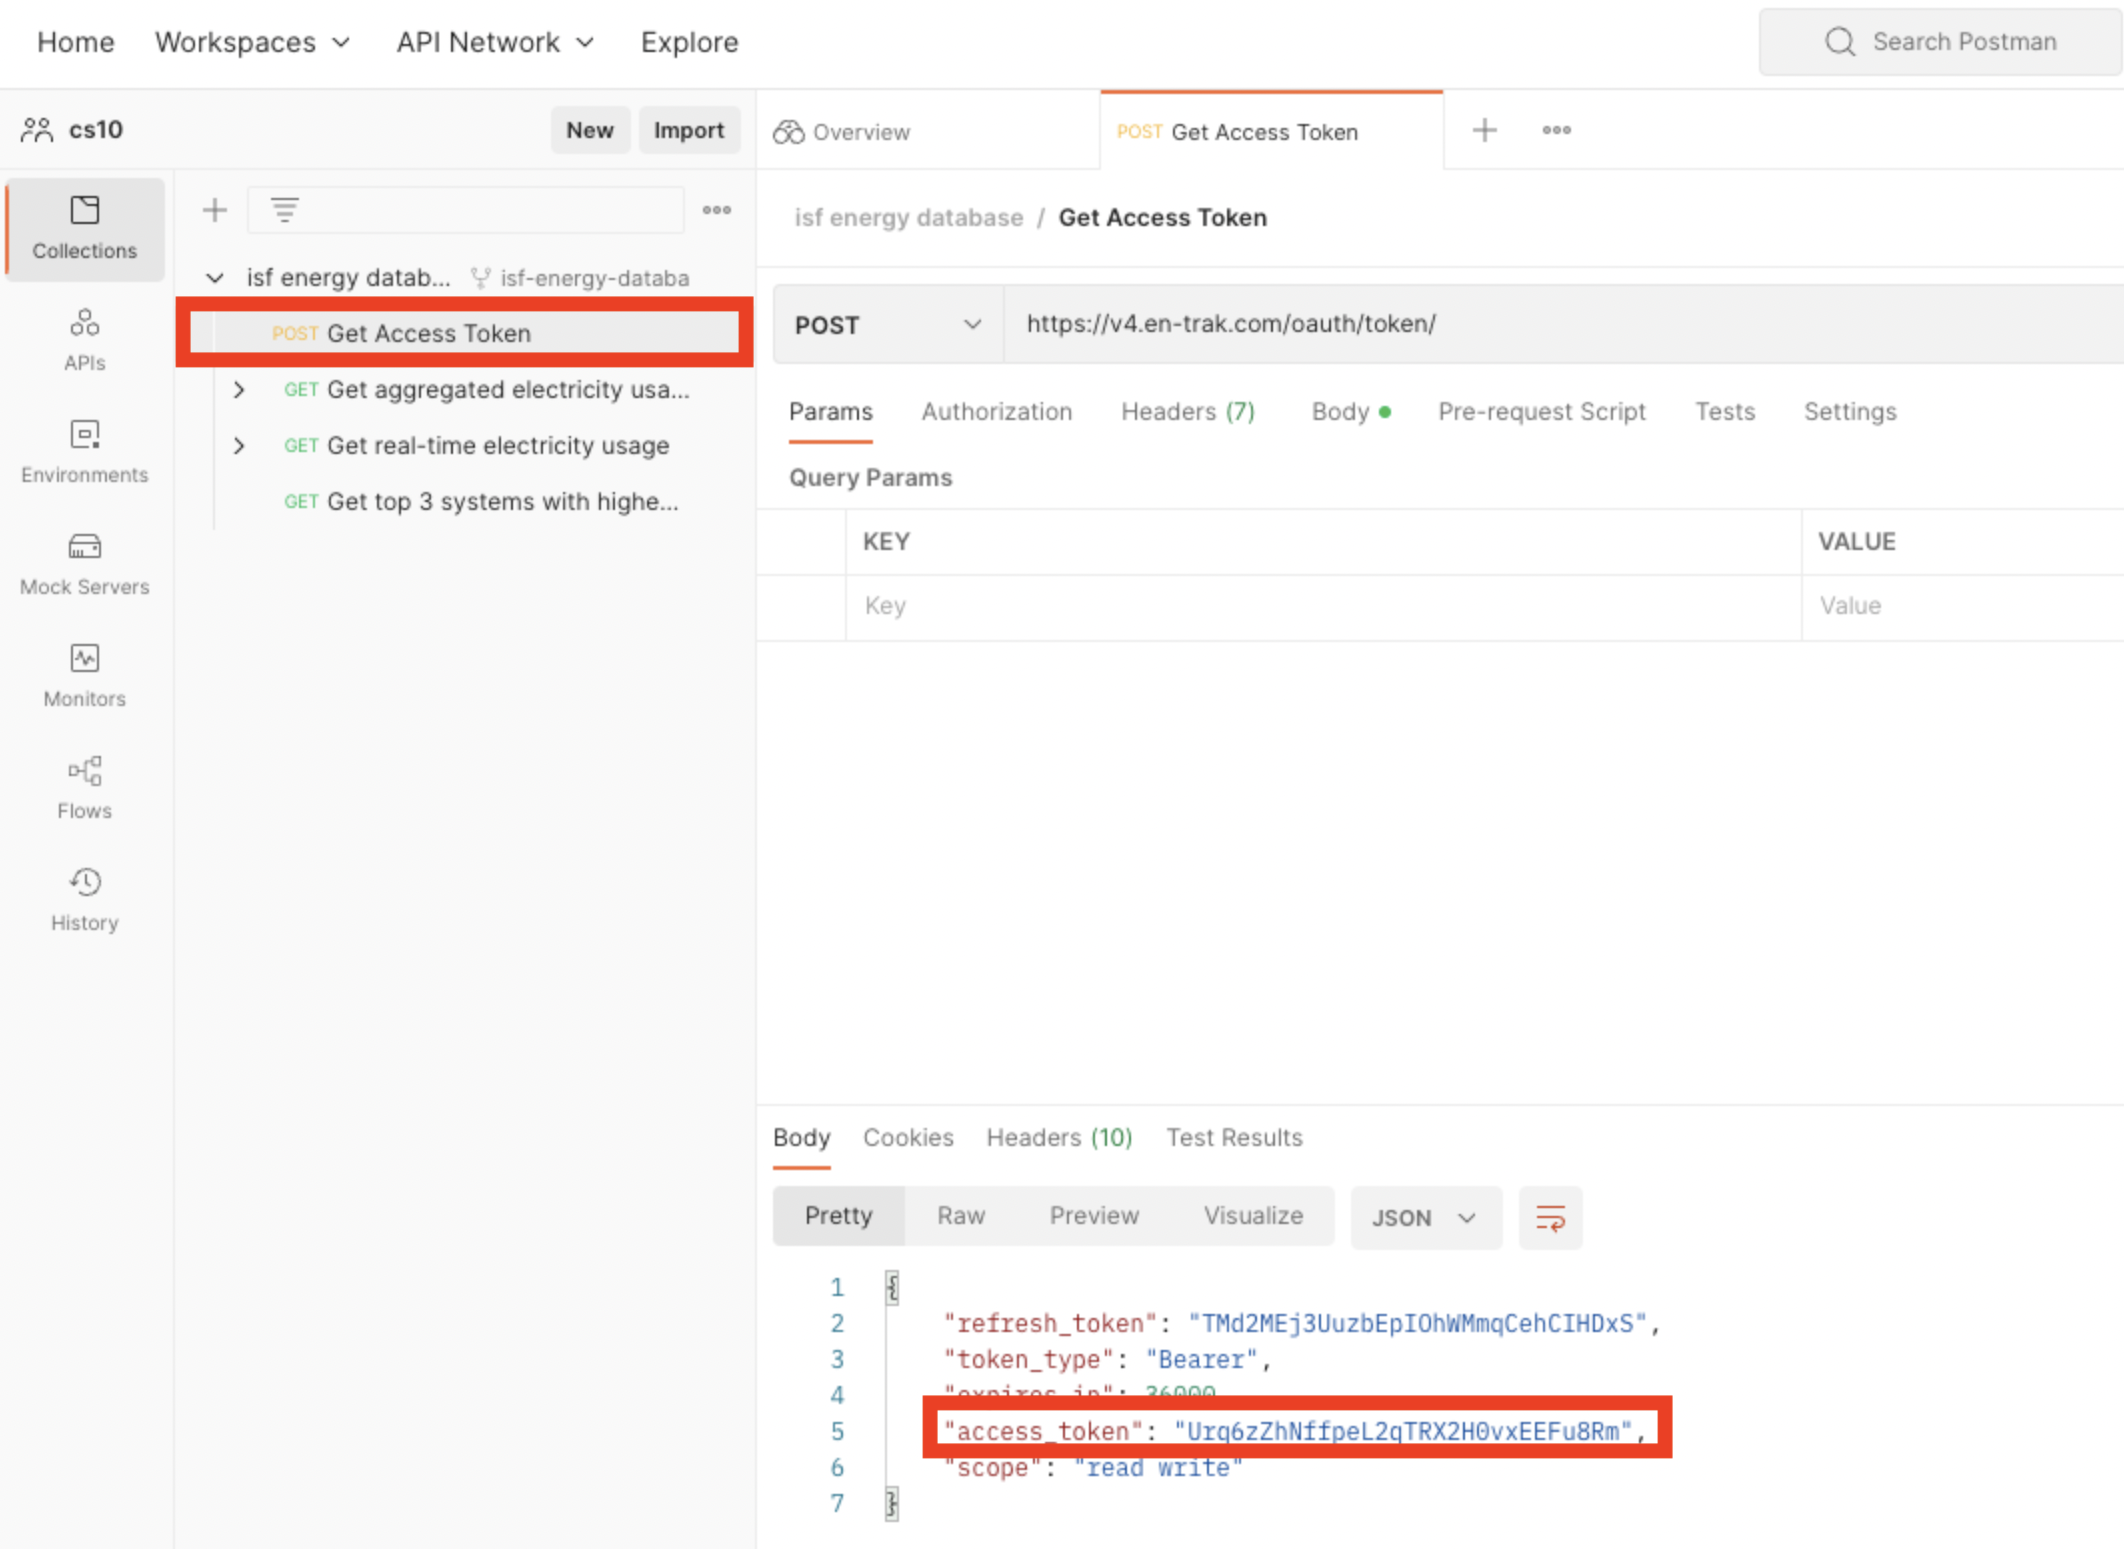 Home Workspaces API Network Explore Search Postman
cs10 New Import Overview POST Get Access Token
Collections
isf energy database / Get Access Token
isf energy datab... isf-energy-databa
POST Get Access Token
GET Get aggregated electricity usa...
GET Get real-time electricity usage
GET Get top 3 systems with highe...
APIs
Environments
Mock Servers
Monitors
Flows
History
POST https://v4.en-trak.com/oauth/token/
Params Authorization Headers (7) Body Pre-request Script Tests Settings
Query Params
KEY VALUE
Key Value
Body Cookies Headers (10) Test Results
Pretty Raw Preview Visualize JSON
1 {
2 "refresh_token": "TMd2MEj3UuzbEpIOhWMmqCehCIHDxS",
3 "token_type": "Bearer",
4 "expires_in": 36000
5 "access_token": "Urq6zZhNffpeL2qTRX2H0vxEEFu8Rm",
6 "scope": "read write"
7 }